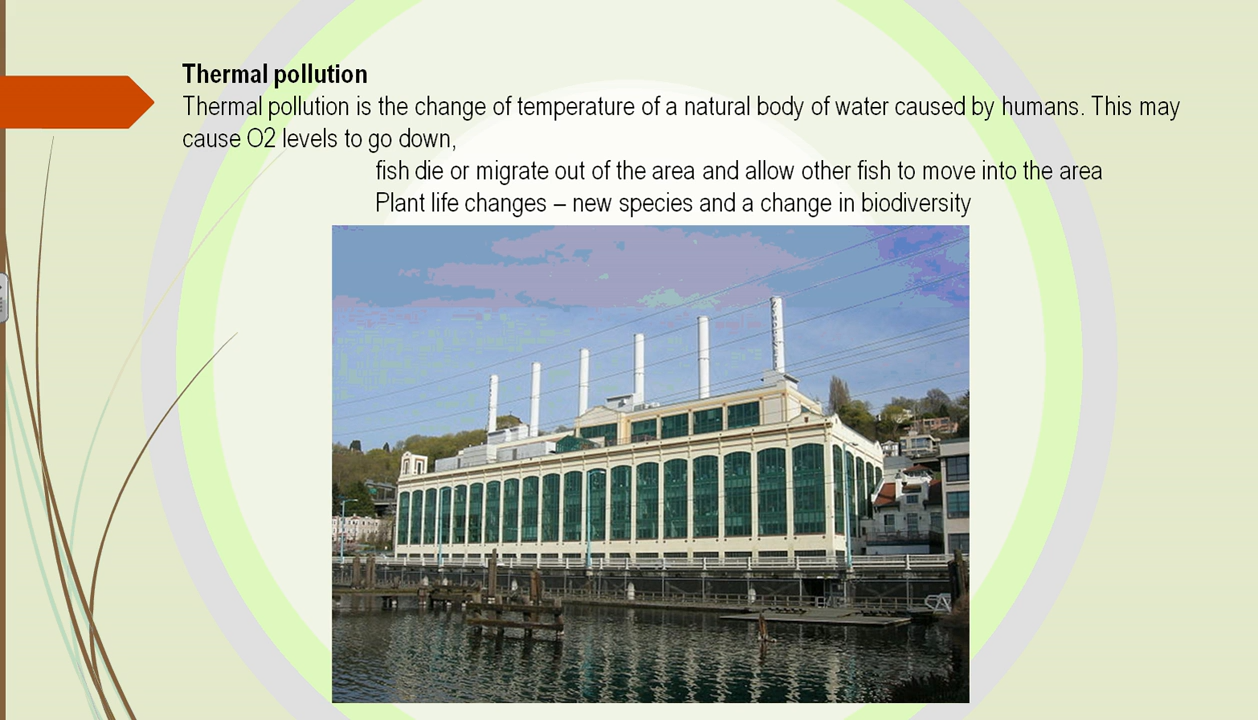 Thermal pollution
Thermal pollution is the change of temperature of a natural body of water caused by humans. This may
cause O2 levels to go down,
fish die or migrate out of the area and allow other fish to move into the area
Plant life changes – new species and a change in biodiversity